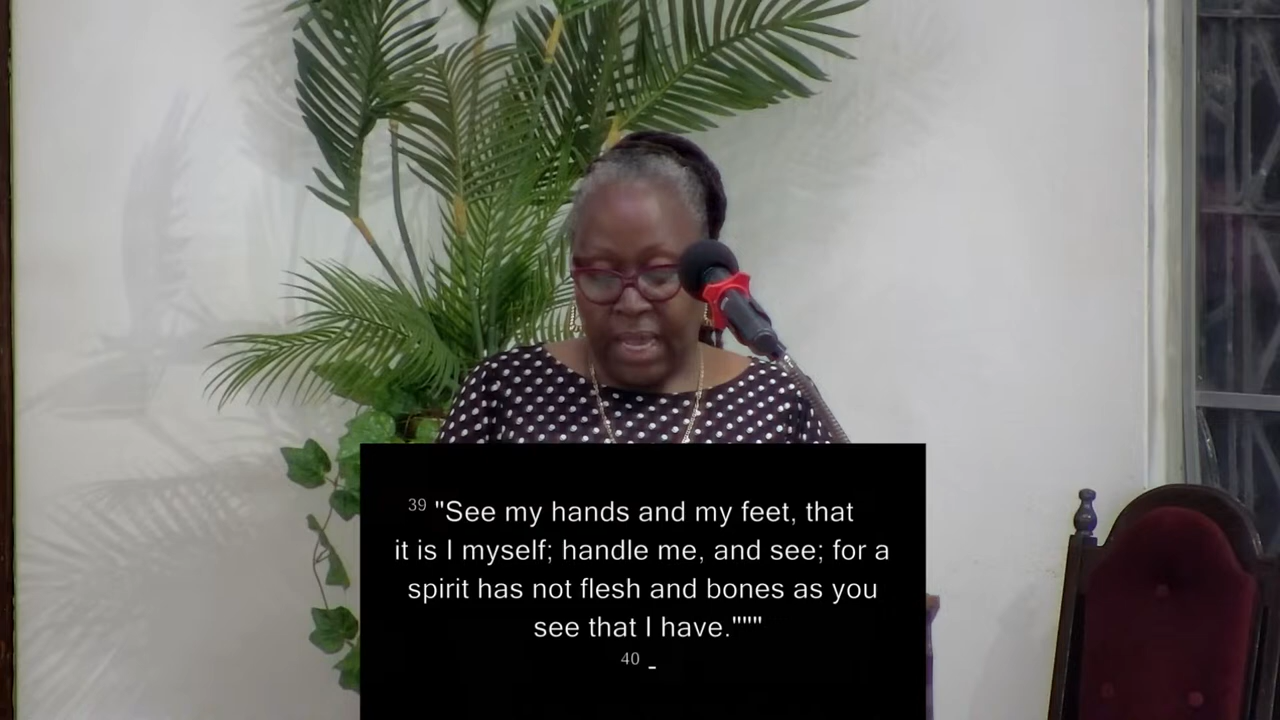 39 "See my hands and my feet, that
it is I myself; handle me, and see; for a
spirit has not flesh and bones as you
see that I have."""
40 -